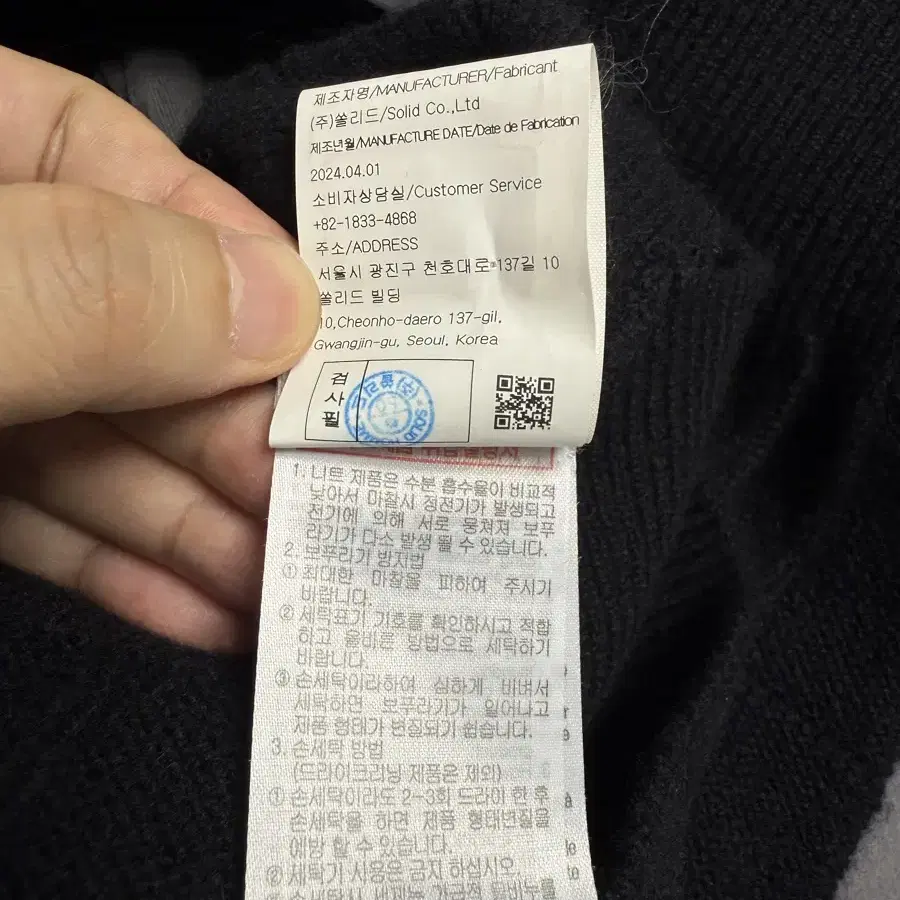 제조자명/MANUFACTURER/Fabricant
(주)쏠리드/Solid Co.,Ltd
제조년월/MANUFACTURE DATE/Date de Fabrication
2024.04.01
소비자상담실/Customer Service
+82-1833-4868
주소/ADDRESS
서울시 광진구 천호대로 137길 10
쏠리드 빌딩
10,Cheonho-daero 137-gil,
Gwangjin-gu, Seoul, Korea
검
사
필
SOLID
1. 니트 제품은 수분 흡수율이 비교적
낮아서 마찰시 정전기가 발생되고
전기에 의해 서로 뭉쳐져 보푸
라기가 다소 발생 될 수 있습니다.
2. 보푸라기 방지법
① 최대한 마찰을 피하여 주시기
바랍니다.
② 세탁표기 기호를 확인하시고 적합
하고 올바른 방법으로 세탁하기
바랍니다.
③ 손세탁이라하여 심하게 비벼서
세탁하면 보푸라기가 일어나고
제품 형태가 변질되기 쉽습니다.
3. 손세탁 방법
(드라이크리닝 제품은 제외)
① 손세탁이라도 2-3회 드라이 한 후
손세탁을 하면 제품 형태변질을
예방 할 수 있습니다.
② 세탁기 사용은 금지 하십시오